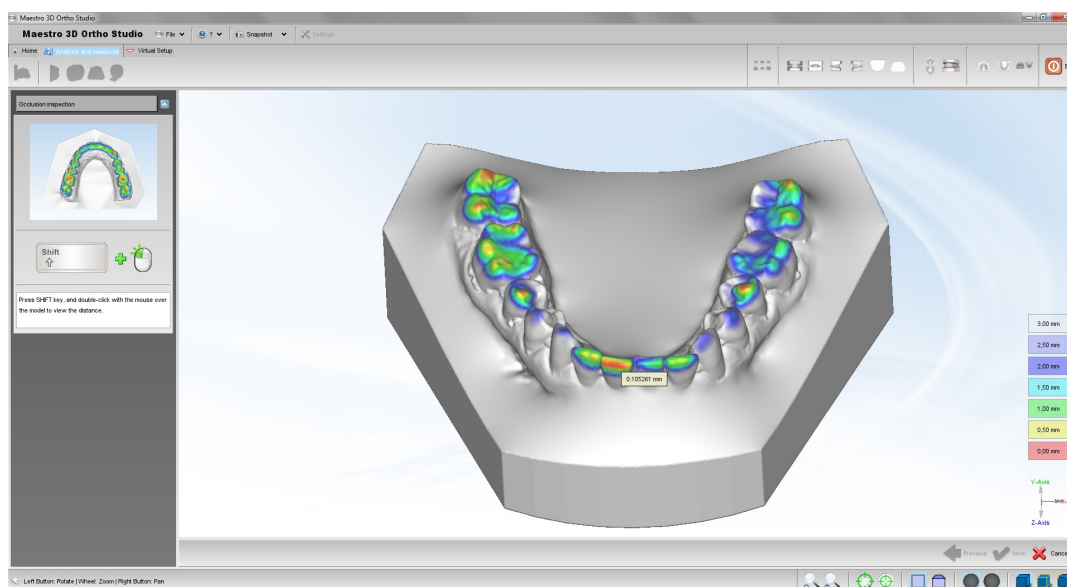 Maestro 3D Ortho Studio
Maestro 3D Ortho Studio File ? Snapshot Settings
Home Analysis and measures Virtual Setup
Occlusion inspection
Shift
Press SHIFT key, and double-click with the mouse over
the model to view the distance.
0.105261 mm
3,00 mm
2,50 mm
2,00 mm
1,50 mm
1,00 mm
0,50 mm
0,00 mm
Y-Axis
Z-Axis
Previous Next Cance
Left Button: Rotate | Wheel: Zoom | Right Button: Pan